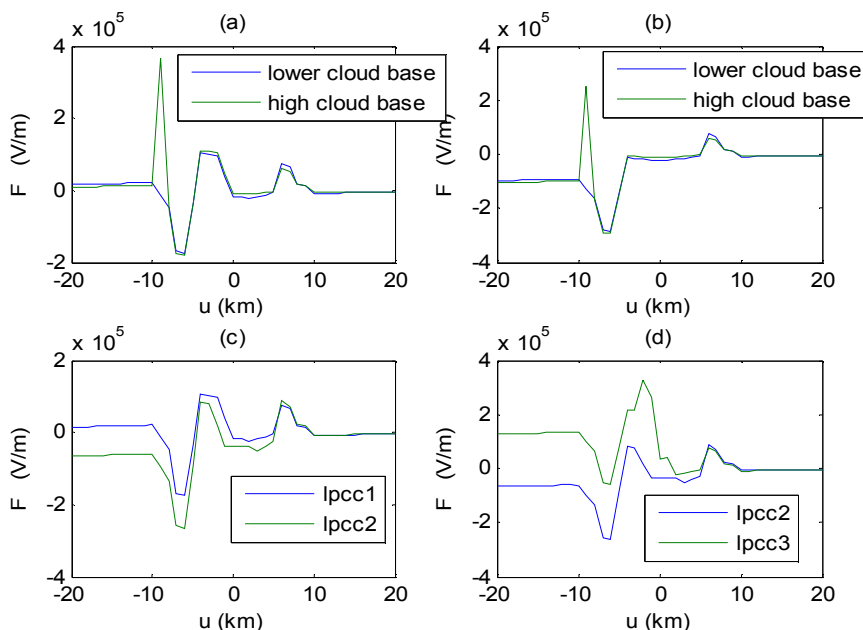 (a)
x 10^5
F (V/m)
4
2
0
-2
lower cloud base
high cloud base
-20
-10
0
10
20
u (km)
(b)
x 10^5
F (V/m)
4
2
0
-2
-4
lower cloud base
high cloud base
-20
-10
0
10
20
u (km)
(c)
x 10^5
F (V/m)
2
0
-2
-4
lpcc1
lpcc2
-20
-10
0
10
20
u (km)
(d)
x 10^5
F (V/m)
4
2
0
-2
-4
lpcc2
lpcc3
-20
-10
0
10
20
u (km)